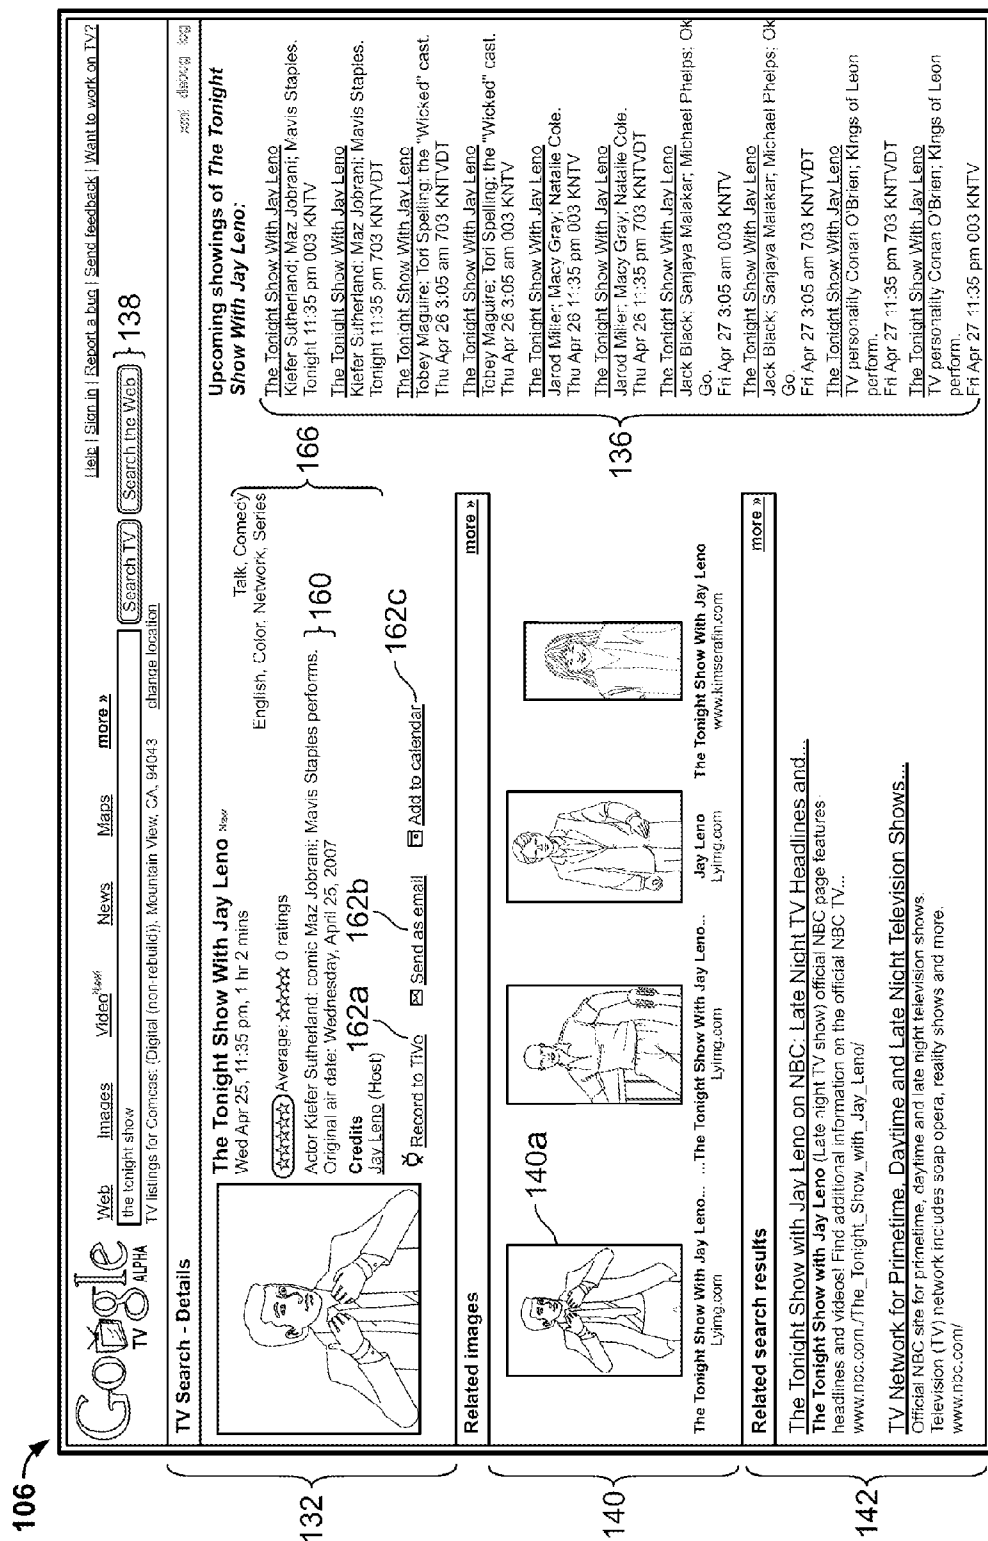 106
Google
TV ALPHA
Web Images Video New News Maps more »
Help | Sign in | Report a bug | Send feedback | Want to work on TV?
the tonight show
Search TV
Search the Web
} 138
TV listings for Comcast: (Digital (non-rebuild)), Mountain View, CA, 94043 change location
TV Search - Details
132
The Tonight Show With Jay Leno New
Wed Apr 25, 11:35 pm, 1 hr 2 mins
Talk, Comedy
English, Color, Network, Series
166
☆☆☆☆☆ Average: ☆☆☆☆☆ 0 ratings
Actor Kiefer Sutherland: comic Maz Jobrani; Mavis Staples performs. } 160
Original air date: Wednesday, April 25, 2007
Credits
Jay Leno (Host)
162a
162b
162c
Record to TiVo
Send as email
Add to calendar
Upcoming showings of The Tonight
Show With Jay Leno:
136
The Tonight Show With Jay Leno
Kiefer Sutherland; Maz Jobrani; Mavis Staples.
Tonight 11:35 pm 003 KNTV
The Tonight Show With Jay Leno
Kiefer Sutherland; Maz Jobrani; Mavis Staples.
Tonight 11:35 pm 703 KNTVDT
The Tonight Show With Jay Leno
Tobey Maguire; Tori Spelling; the "Wicked" cast.
Thu Apr 26 3:05 am 703 KNTVDT
The Tonight Show With Jay Leno
Tobey Maguire; Tori Spelling; the "Wicked" cast.
Thu Apr 26 3:05 am 003 KNTV
The Tonight Show With Jay Leno
Jarod Miller; Macy Gray; Natalie Cole.
Thu Apr 26 11:35 pm 003 KNTV
The Tonight Show With Jay Leno
Jarod Miller; Macy Gray; Natalie Cole.
Thu Apr 26 11:35 pm 703 KNTVDT
The Tonight Show With Jay Leno
Jack Black; Sanjaya Malakar; Michael Phelps; Ok
Go.
Fri Apr 27 3:05 am 003 KNTV
The Tonight Show With Jay Leno
Jack Black; Sanjaya Malakar; Michael Phelps; Ok
Go.
Fri Apr 27 3:05 am 703 KNTVDT
The Tonight Show With Jay Leno
TV personality Conan O'Brien; Kings of Leon
perform.
Fri Apr 27 11:35 pm 703 KNTVDT
The Tonight Show With Jay Leno
TV personality Conan O'Brien; Kings of Leon
perform.
Fri Apr 27 11:35 pm 003 KNTV
Related images more »
140
140a
The Tonight Show With Jay Leno...
Lyimg.com
...The Tonight Show With Jay Leno...
Lyimg.com
Jay Leno
Lyimg.com
The Tonight Show With Jay Leno
www.kimserafin.com
Related search results more »
142
The Tonight Show with Jay Leno on NBC: Late Night TV Headlines and...
The Tonight Show with Jay Leno (Late night TV show) official NBC page features
headlines and videos! Find additional information on the official NBC TV...
www.nbc.com./The_Tonight_Show_with_Jay_Leno/
TV Network for Primetime, Daytime and Late Night Television Shows...
Official NBC site for primetime, daytime and late night television shows.
Television (TV) network includes soap opera, reality shows and more.
www.nbc.com/